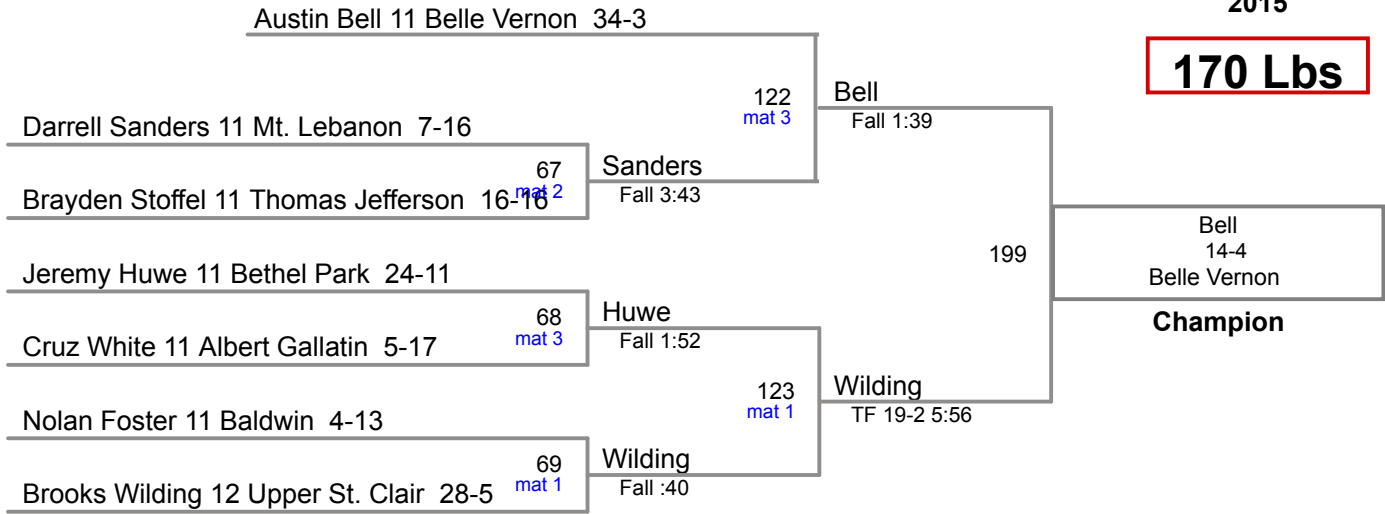 2015
170 Lbs
Austin Bell 11 Belle Vernon 34-3
122
mat 3
Bell
Fall 1:39
Darrell Sanders 11 Mt. Lebanon 7-16
67
mat 2
Sanders
Fall 3:43
Brayden Stoffel 11 Thomas Jefferson 16-16
199
Bell
14-4
Belle Vernon
Champion
Jeremy Huwe 11 Bethel Park 24-11
68
mat 3
Huwe
Fall 1:52
Cruz White 11 Albert Gallatin 5-17
123
mat 1
Wilding
TF 19-2 5:56
Nolan Foster 11 Baldwin 4-13
69
mat 1
Wilding
Fall :40
Brooks Wilding 12 Upper St. Clair 28-5